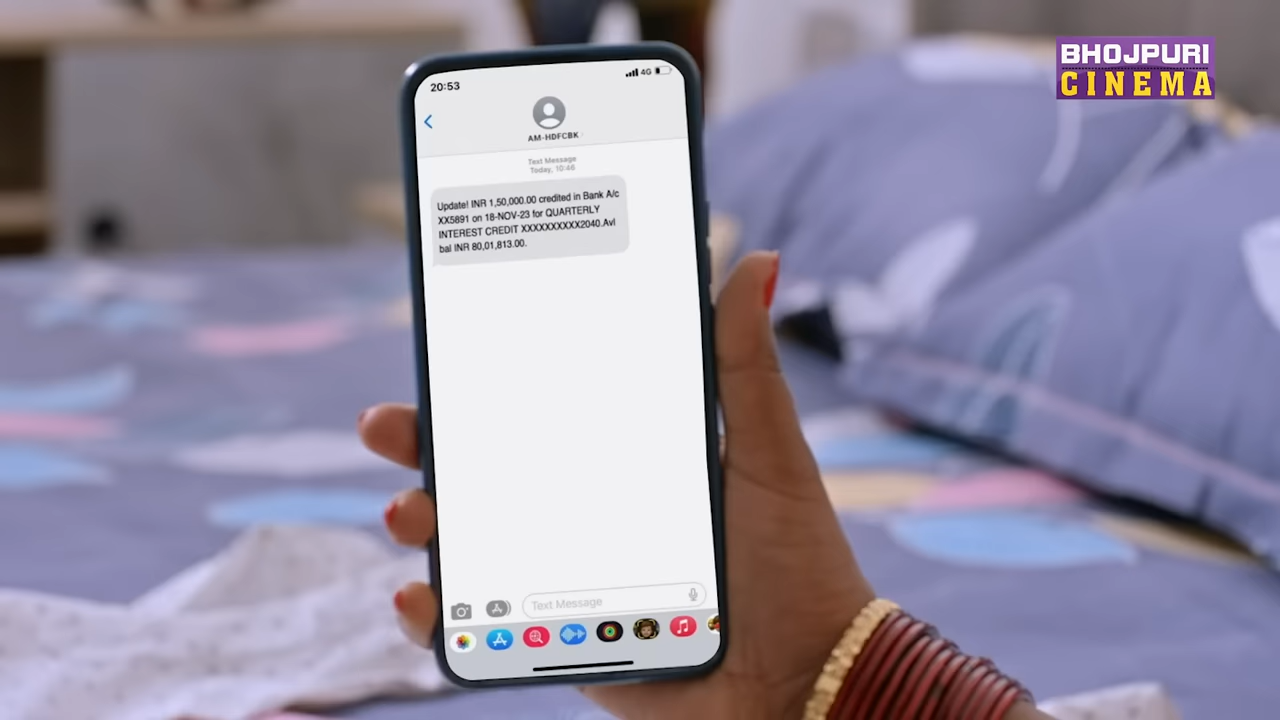 BHOJPURI
CINEMA
20:53
4G
AM-HDFCBK
Text Message
Today, 10:46
Update! INR 1,50,000.00 credited in Bank A/c
XX5891 on 18-NOV-23 for QUARTERLY
INTEREST CREDIT XXXXXXXXXX2040.Avl
bal INR 80,01,813.00.
Text Message